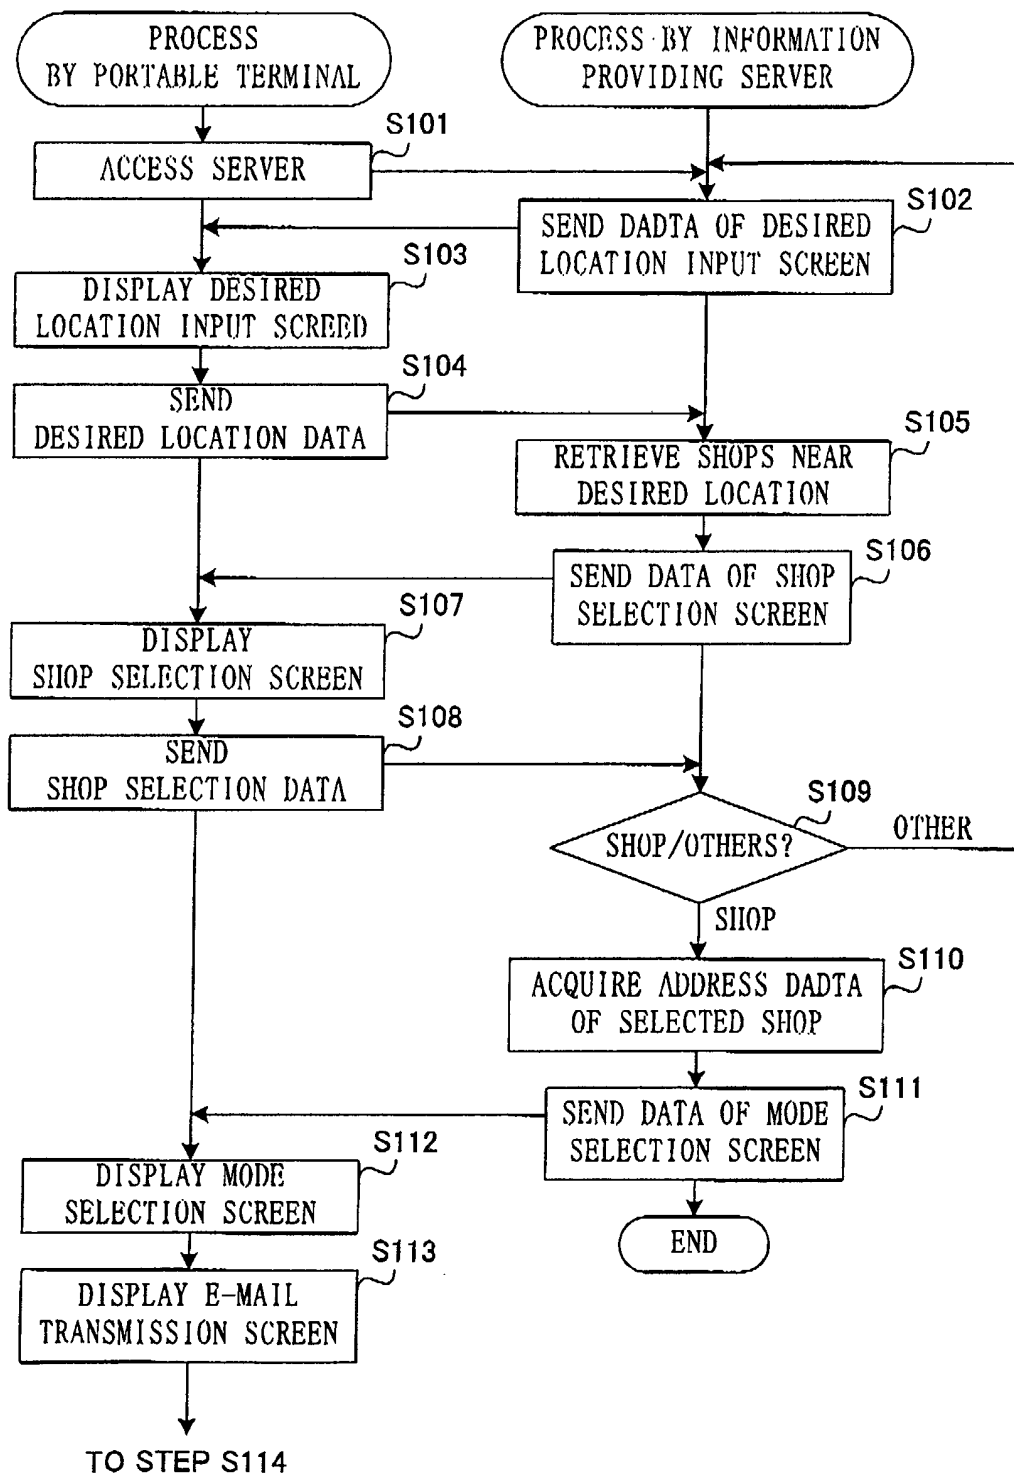 PROCESS
BY PORTABLE TERMINAL
PROCESS BY INFORMATION
PROVIDING SERVER
S101
ACCESS SERVER
S102
SEND DADTA OF DESIRED
LOCATION INPUT SCREEN
S103
DISPLAY DESIRED
LOCATION INPUT SCREED
S104
SEND
DESIRED LOCATION DATA
S105
RETRIEVE SHOPS NEAR
DESIRED LOCATION
S106
SEND DATA OF SHOP
SELECTION SCREEN
S107
DISPLAY
SHOP SELECTION SCREEN
S108
SEND
SHOP SELECTION DATA
S109
SHOP/OTHERS?
OTHER
SHOP
S110
ACQUIRE ADDRESS DADTA
OF SELECTED SHOP
S111
SEND DATA OF MODE
SELECTION SCREEN
S112
DISPLAY MODE
SELECTION SCREEN
END
S113
DISPLAY E-MAIL
TRANSMISSION SCREEN
TO STEP S114